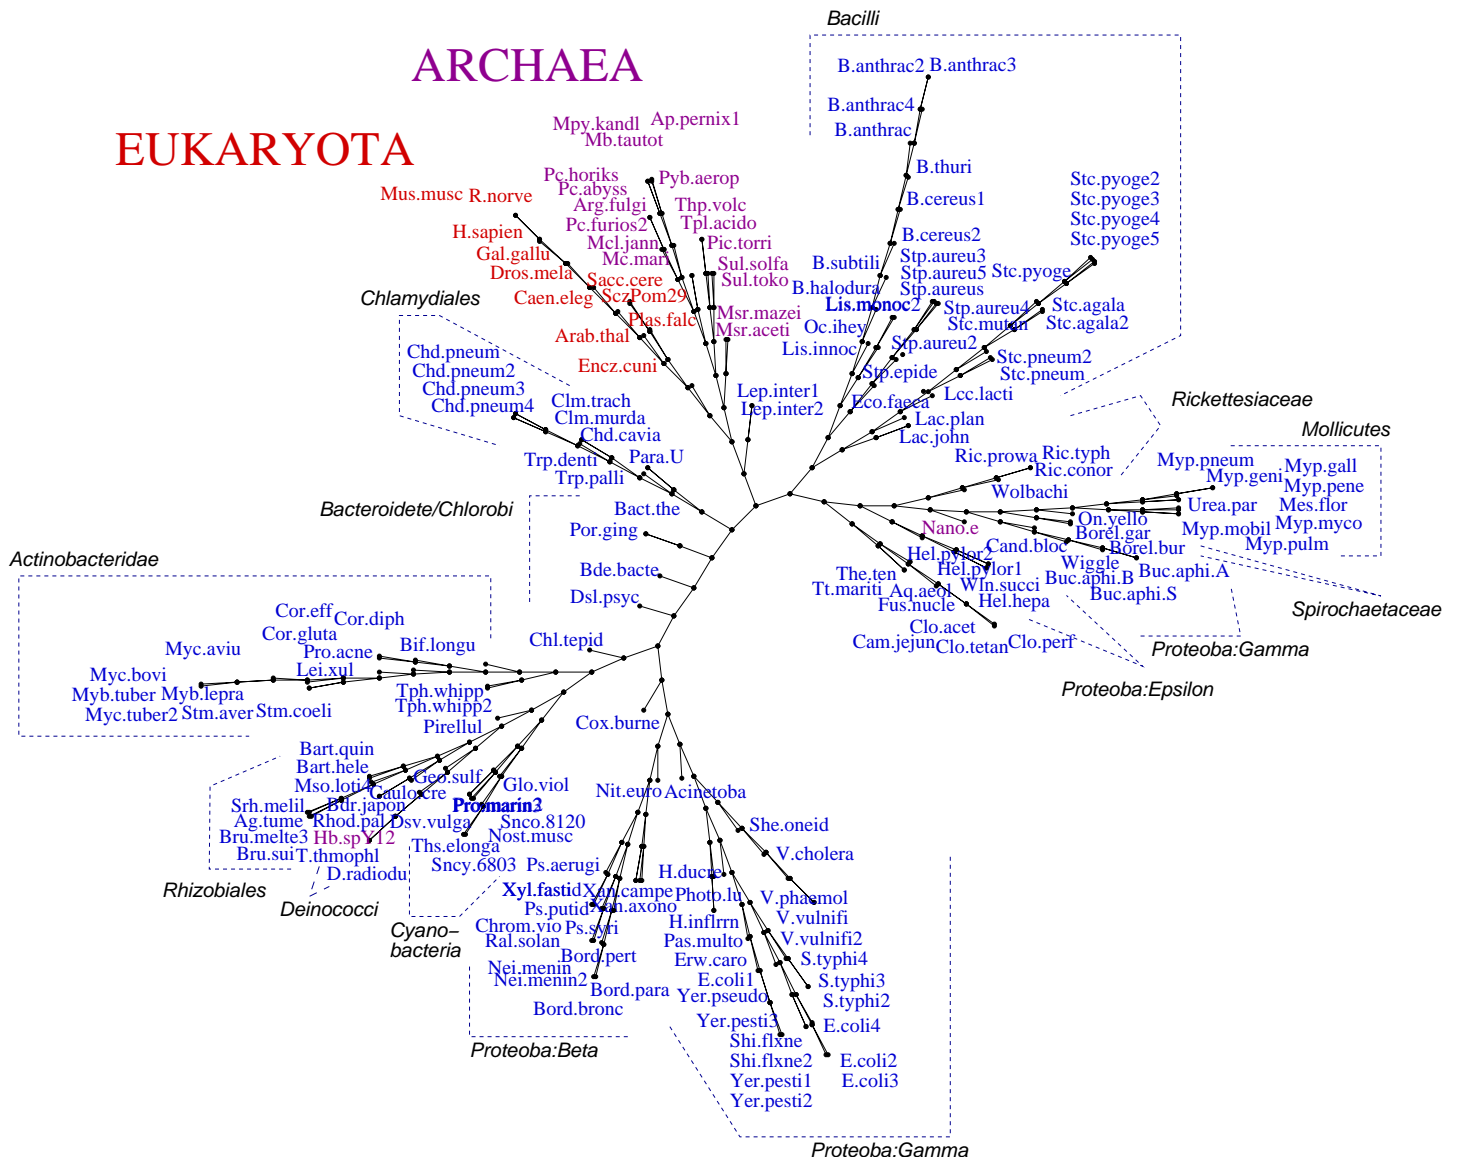 Bacilli
ARCHAEA
EUKARYOTA
B.anthrac2
B.anthrac3
B.anthrac4
B.anthrac
B.thuri
B.cereus1
B.cereus2
B.subtili
B.halodura
Stp.aureu3
Stp.aureu5
Stp.aureus
Stp.aureu4
Stp.aureu2
Stp.epide
Oc.ihey
Lis.innoc
Stc.pyoge2
Stc.pyoge3
Stc.pyoge4
Stc.pyoge5
Stc.pyoge
Stc.agala
Stc.agala2
Stc.mutan
Stc.pneum2
Stc.pneum
Lcc.lacti
Eco.faeca
Lac.plan
Lac.john
Mpy.kandl
Ap.pernix1
Mb.tautot
Pc.horiks
Pyb.aerop
Pc.abyss
Arg.fulgi
Thp.volc
Pc.furios2
Tpl.acido
Mcl.jann
Pic.torri
Mc.mari
Sul.solfa
Sul.toko
Msr.mazei
Msr.aceti
Mus.musc
R.norve
H.sapien
Gal.gallu
Dros.mela
Sacc.cere
Caen.eleg
SczPom29
Plas.falc
Arab.thal
Encz.cuni
Lep.inter1
Lep.inter2
Chlamydiales
Chd.pneum
Chd.pneum2
Chd.pneum3
Chd.pneum4
Clm.trach
Clm.murda
Chd.cavia
Trp.denti
Para.U
Trp.palli
Bact.the
Bacteroidete/Chlorobi
Por.ging
Bde.bacte
Dsl.psyc
Chl.tepid
Rickettesiaceae
Ric.prowa
Ric.typh
Ric.conor
Wolbachi
Mollicutes
Myp.pneum
Myp.gall
Myp.geni
Myp.pene
Urea.par
Mes.flor
Myp.mobil
Myp.myco
Myp.pulm
On.yello
Borel.gar
Borel.bur
Nano.e
Cand.bloc
Wiggle
Buc.aphi.A
Buc.aphi.B
Buc.aphi.S
Spirochaetaceae
Proteoba:Gamma
Proteoba:Epsilon
Hel.pylor2
Hel.pylor1
Wln.succi
Hel.hepa
The.ten
Tt.mariti
Aq.aeol
Fus.nucle
Clo.acet
Cam.jejun
Clo.tetan
Clo.perf
Actinobacteridae
Cor.eff
Cor.diph
Cor.gluta
Myc.aviu
Pro.acne
Bif.longu
Lei.xul
Myc.bovi
Myb.tuber
Myb.lepra
Myc.tuber2
Stm.aver
Stm.coeli
Tph.whipp
Tph.whipp2
Pirellul
Bart.quin
Bart.hele
Mso.loti4
Geo.sulf
Caulo.cre
Srh.melil
Bdr.japon
Ag.tume
Rhod.pal
Dsv.vulga
Bru.melte3
Hb.spY12
Bru.sui
T.thmophl
D.radiodu
Rhizobiales
Deinococci
Glo.viol
Snco.8120
Nost.musc
Ths.elonga
Sncy.6803
Cyano–
bacteria
Cox.burne
Nit.euro
Acinetoba
Ps.aerugi
Xyl.fastid
Xan.campe
Ps.putid
Xan.axono
Chrom.vio
Ps.syri
Ral.solan
Bord.pert
Nei.menin
Nei.menin2
Bord.para
Bord.bronc
Proteoba:Beta
She.oneid
V.cholera
H.ducre
Photo.lu
V.phaemol
H.inflrrn
V.vulnifi
Pas.multo
V.vulnifi2
Erw.caro
S.typhi4
E.coli1
S.typhi3
Yer.pseudo
S.typhi2
Yer.pesti3
E.coli4
Shi.flxne
Shi.flxne2
E.coli2
Yer.pesti1
E.coli3
Yer.pesti2
Proteoba:Gamma